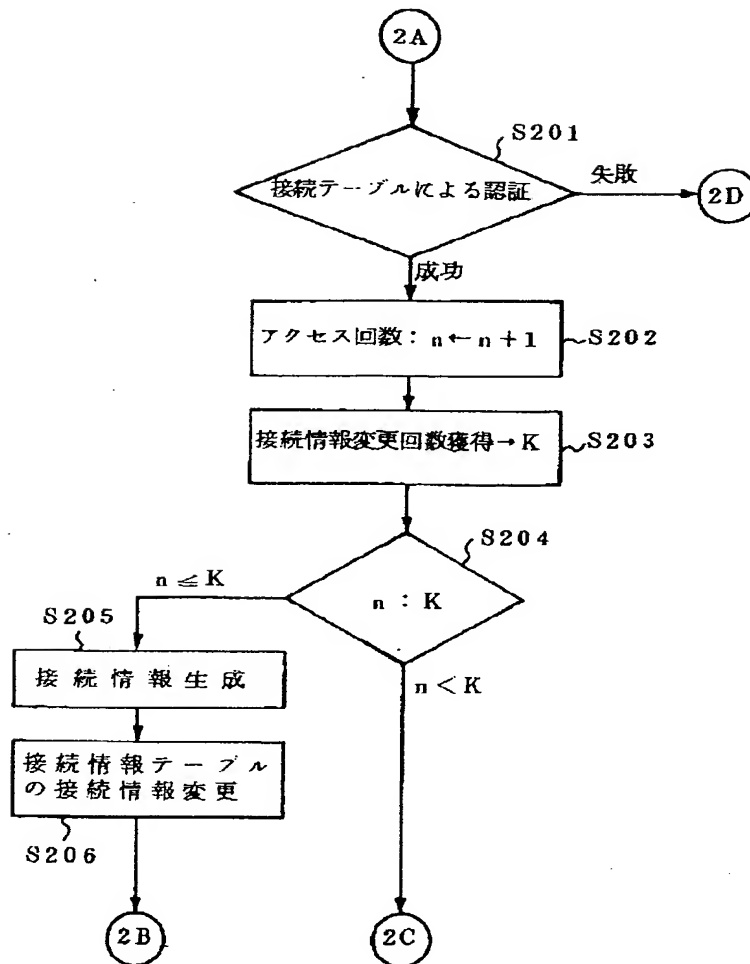 2A
S201
接続テーブルによる認証
失敗
2D
成功
アクセス回数: n←n+1
S202
接続情報変更回数獲得→K
S203
S204
n≦K
n:K
S205
接続情報生成
n<K
接続情報テーブル
の接続情報変更
S206
2B
2C